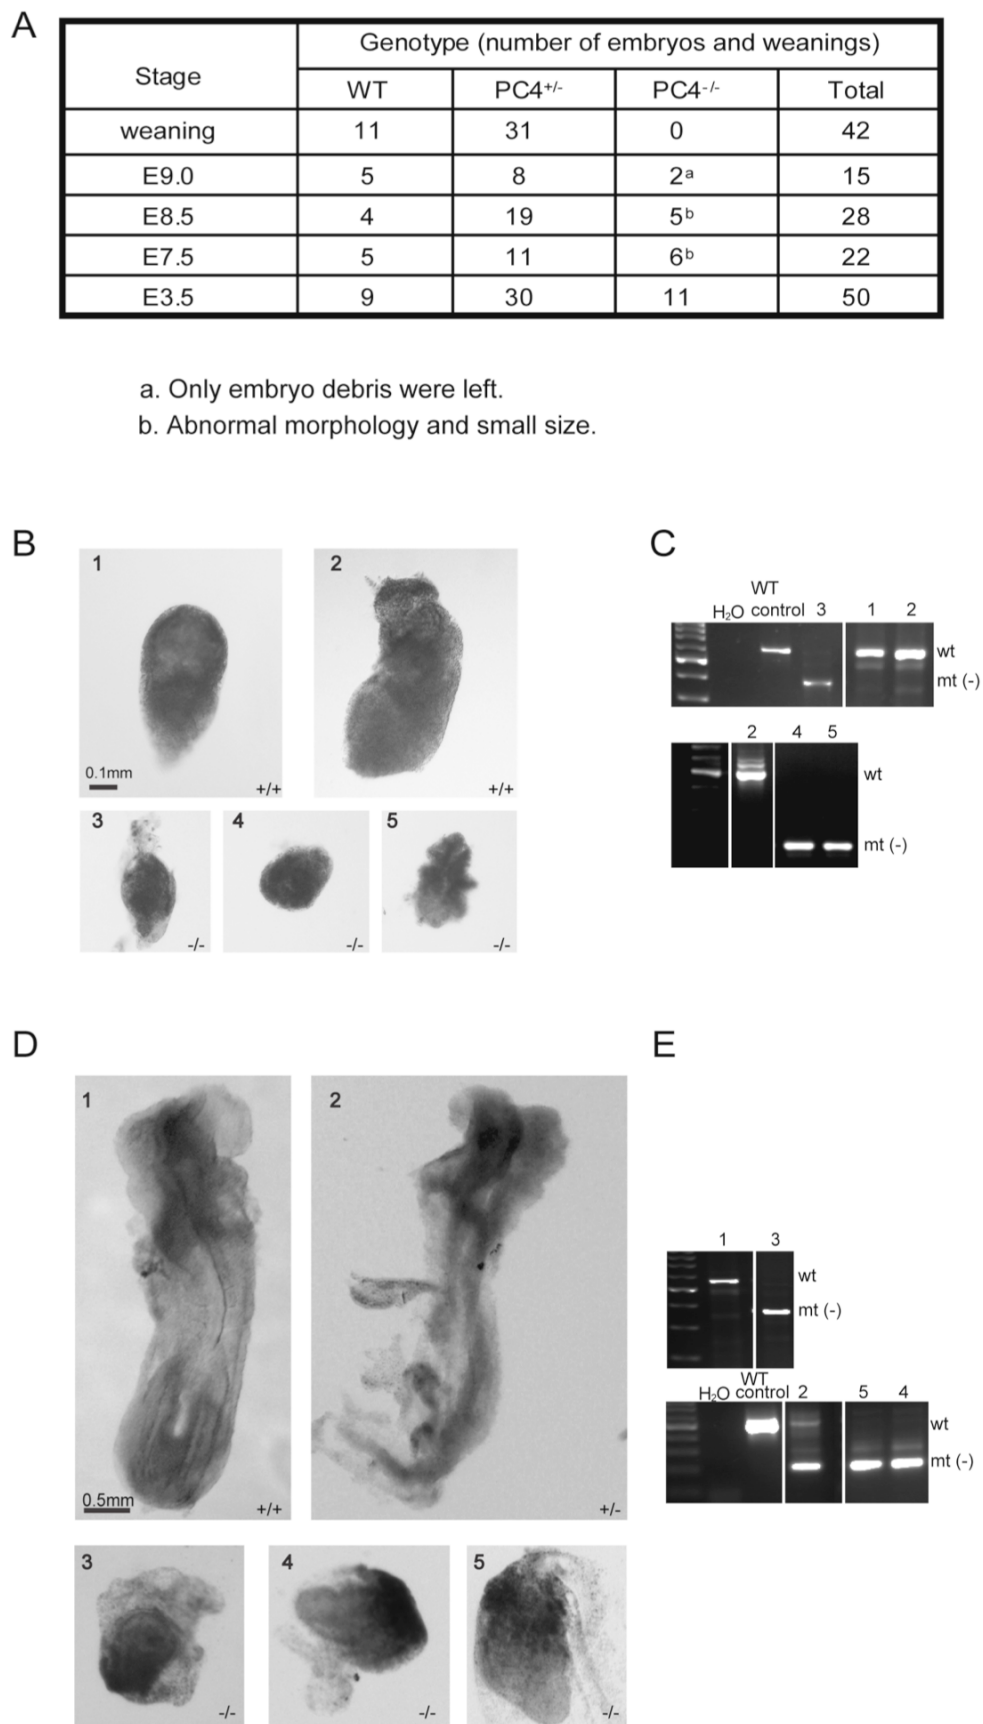 A
Stage
Genotype (number of embryos and weanings)
WT PC4+/- PC4-/- Total
weaning 11 31 0 42
E9.0 5 8 2a 15
E8.5 4 19 5b 28
E7.5 5 11 6b 22
E3.5 9 30 11 50
a. Only embryo debris were left.
b. Abnormal morphology and small size.
B
1
0.1mm
+/+
2
+/+
3
-/-
4
-/-
5
-/-
C
WT
H2O control 3 1 2
wt
mt (-)
2 4 5
wt
mt (-)
D
1
0.5mm
+/+
2
+/-
3
-/-
4
-/-
5
-/-
E
1 3
wt
mt (-)
WT
H2O control 2 5 4
wt
mt (-)